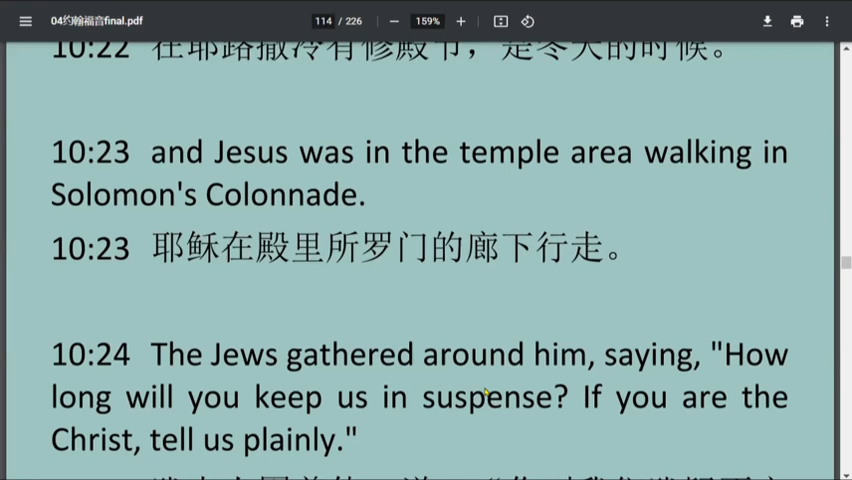 04约翰福音final.pdf
114 / 226
159%
10:22 在耶路撒冷有修殿节，是冬天的时候。
10:23 and Jesus was in the temple area walking in
Solomon's Colonnade.
10:23 耶稣在殿里所罗门的廊下行走。
10:24 The Jews gathered around him, saying, "How
long will you keep us in suspense? If you are the
Christ, tell us plainly."